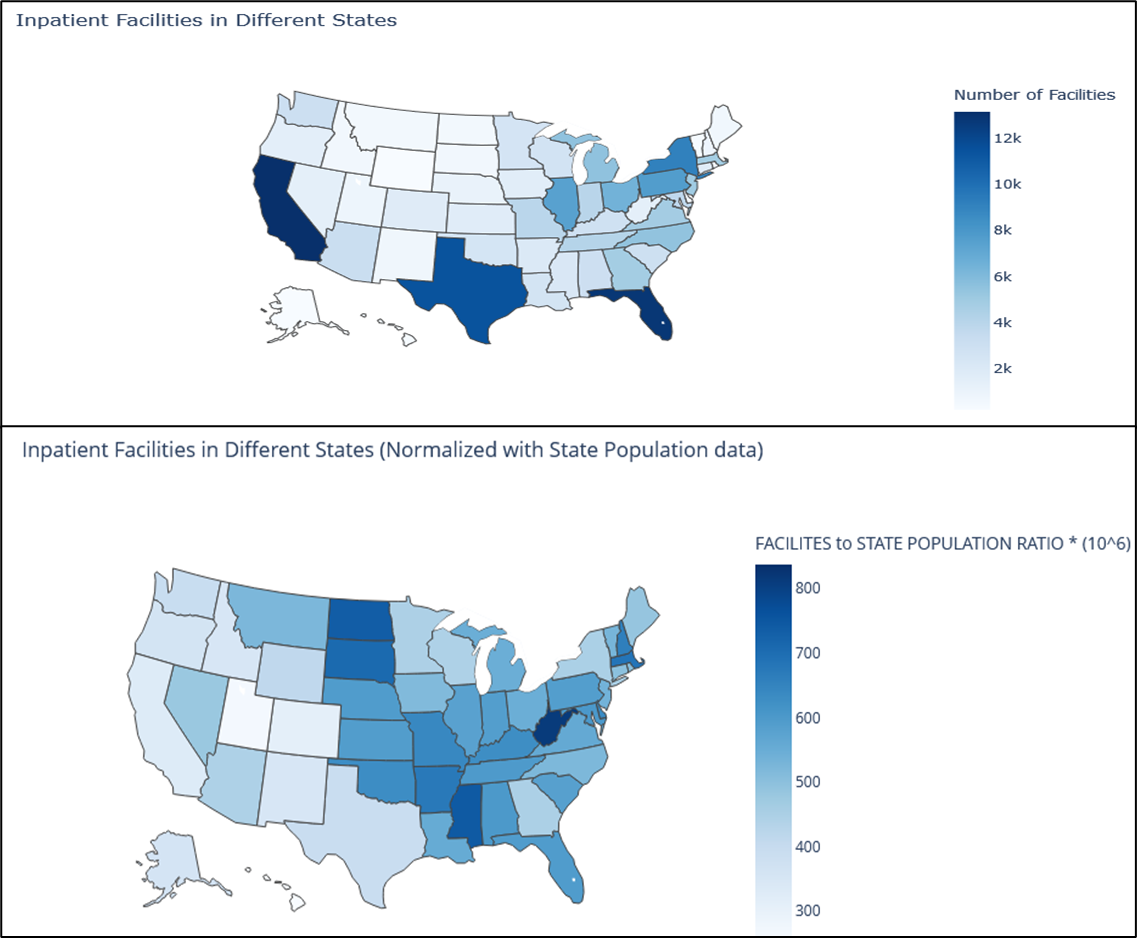 Inpatient Facilities in Different States
Number of Facilities
12k
10k
8k
6k
4k
2k
Inpatient Facilities in Different States (Normalized with State Population data)
FACILITES to STATE POPULATION RATIO * (10^6)
800
700
600
500
400
300